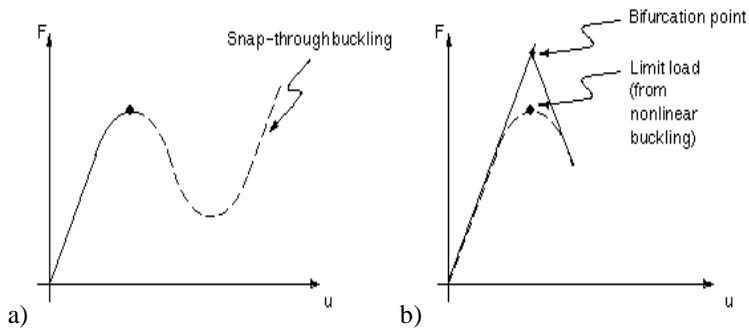 F
Snap-through buckling
u
a)
F
Bifurcation point
Limit load
(from
nonlinear
buckling)
u
b)